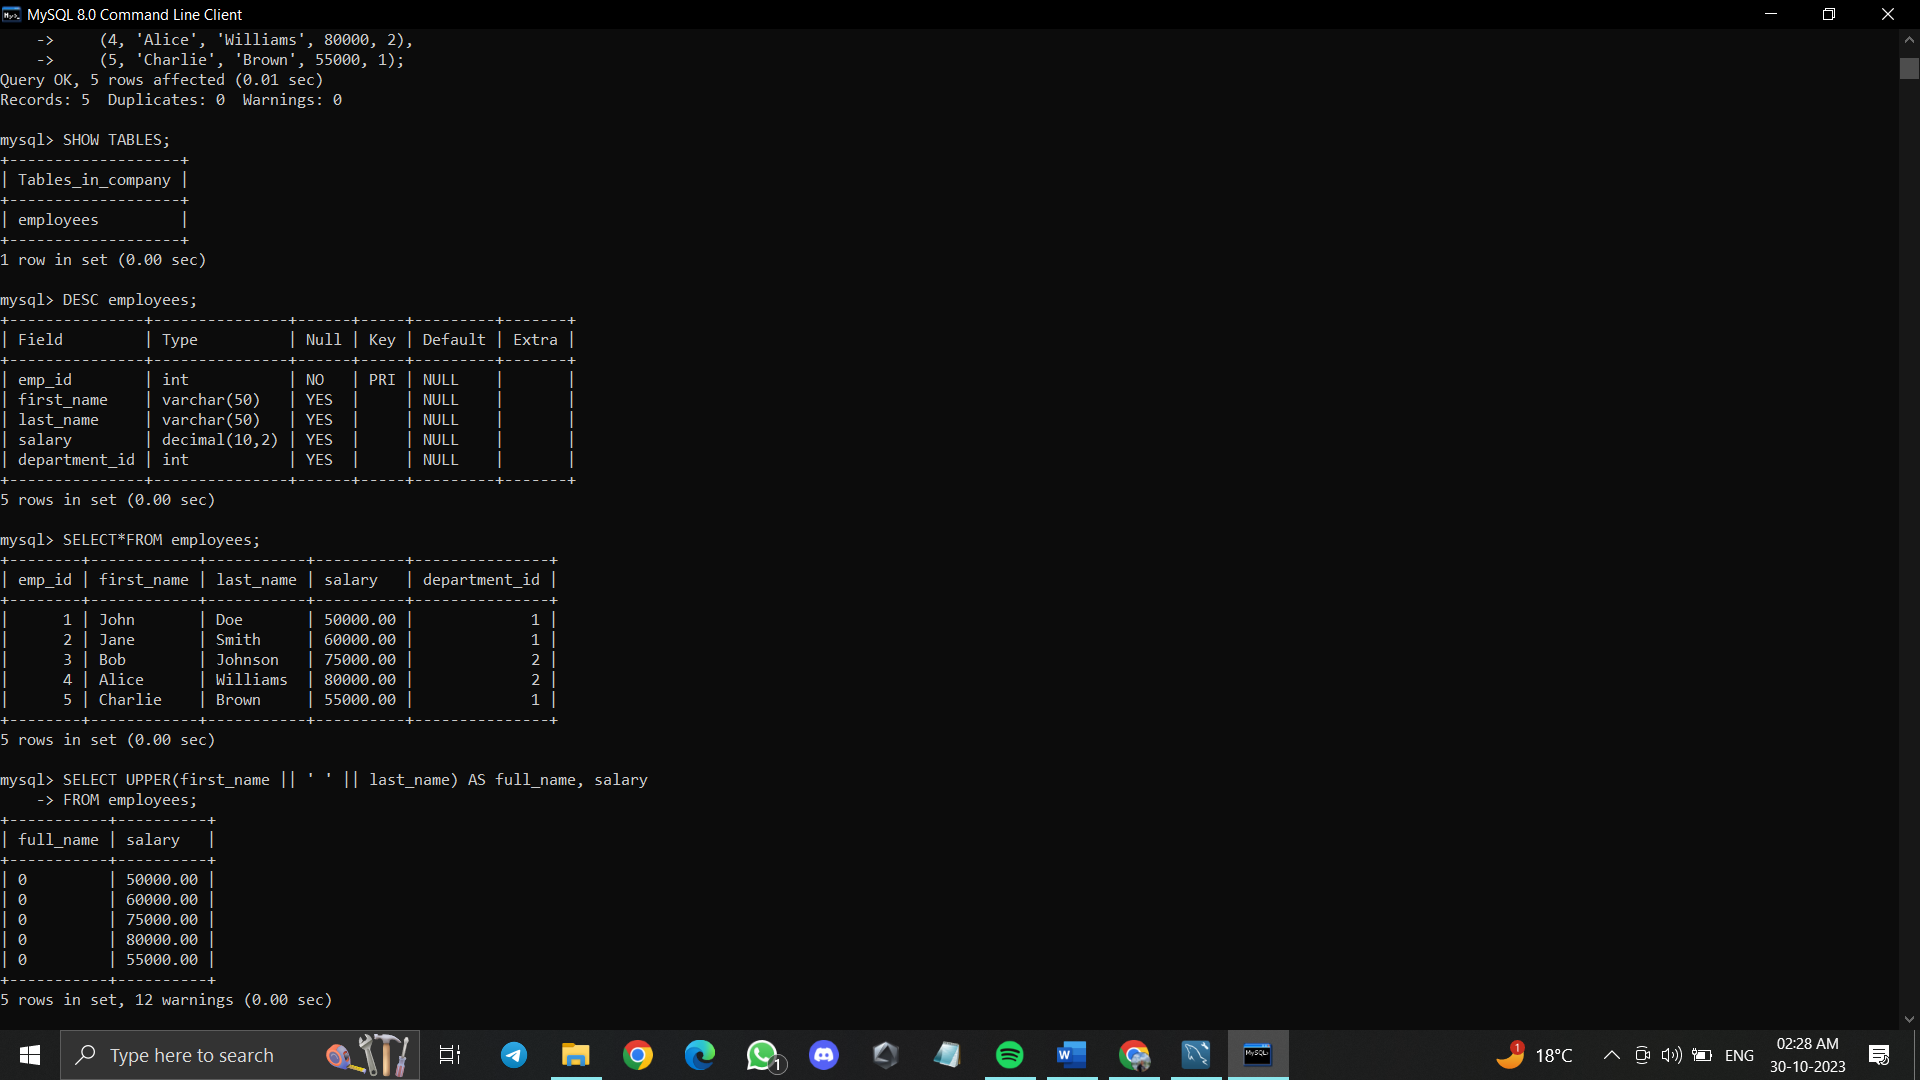 MySQL 8.0 Command Line Client
    ->     (4, 'Alice', 'Williams', 80000, 2),
    ->     (5, 'Charlie', 'Brown', 55000, 1);
Query OK, 5 rows affected (0.01 sec)
Records: 5  Duplicates: 0  Warnings: 0
mysql> SHOW TABLES;
+-------------------+
| Tables_in_company |
+-------------------+
| employees         |
+-------------------+
1 row in set (0.00 sec)
mysql> DESC employees;
+---------------+---------------+------+-----+---------+-------+
| Field         | Type          | Null | Key | Default | Extra |
+---------------+---------------+------+-----+---------+-------+
| emp_id        | int           | NO   | PRI | NULL    |       |
| first_name    | varchar(50)   | YES  |     | NULL    |       |
| last_name     | varchar(50)   | YES  |     | NULL    |       |
| salary        | decimal(10,2) | YES  |     | NULL    |       |
| department_id | int           | YES  |     | NULL    |       |
+---------------+---------------+------+-----+---------+-------+
5 rows in set (0.00 sec)
mysql> SELECT*FROM employees;
+--------+------------+-----------+----------+---------------+
| emp_id | first_name | last_name | salary   | department_id |
+--------+------------+-----------+----------+---------------+
|      1 | John       | Doe       | 50000.00 |             1 |
|      2 | Jane       | Smith     | 60000.00 |             1 |
|      3 | Bob        | Johnson   | 75000.00 |             2 |
|      4 | Alice      | Williams  | 80000.00 |             2 |
|      5 | Charlie    | Brown     | 55000.00 |             1 |
+--------+------------+-----------+----------+---------------+
5 rows in set (0.00 sec)
mysql> SELECT UPPER(first_name || ' ' || last_name) AS full_name, salary
    -> FROM employees;
+-----------+----------+
| full_name | salary   |
+-----------+----------+
| 0         | 50000.00 |
| 0         | 60000.00 |
| 0         | 75000.00 |
| 0         | 80000.00 |
| 0         | 55000.00 |
+-----------+----------+
5 rows in set, 12 warnings (0.00 sec)
Type here to search
1
W
MySQL
1
18°C
ENG
02:28 AM
30-10-2023